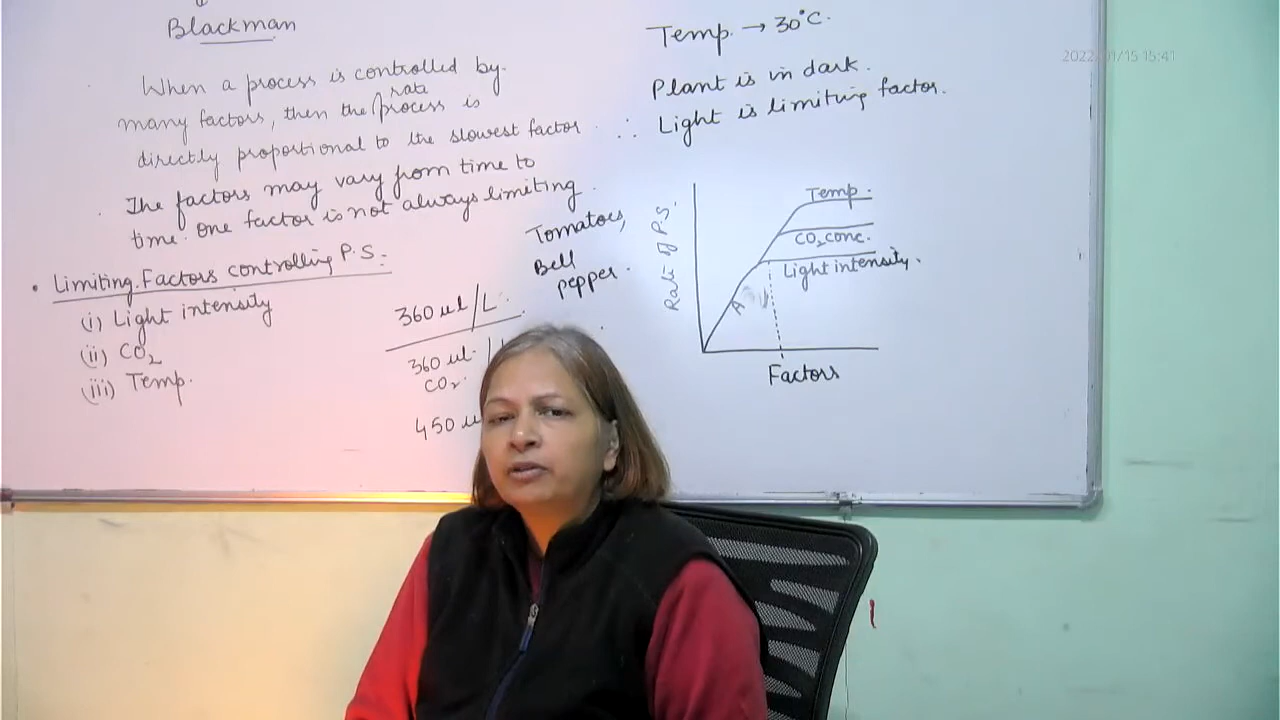 Blackman
When a process is controlled by
rate
many factors, then the process is
directly proportional to the slowest factor
The factors may vary from time to
time. One factor is not always limiting.
• Limiting Factors controlling P.S:-
(i) Light intensity
(ii) CO₂
(iii) Temp.
360 ul/L.
360 ul
CO₂.
450 u
Tomatoes,
Bell
pepper.
Temp. → 30°C.
Plant is in dark.
∴ Light is limiting factor.
Rate of P.S.
Temp.
CO₂ conc.
Light intensity.
A
Factors
2022/01/15 15:41